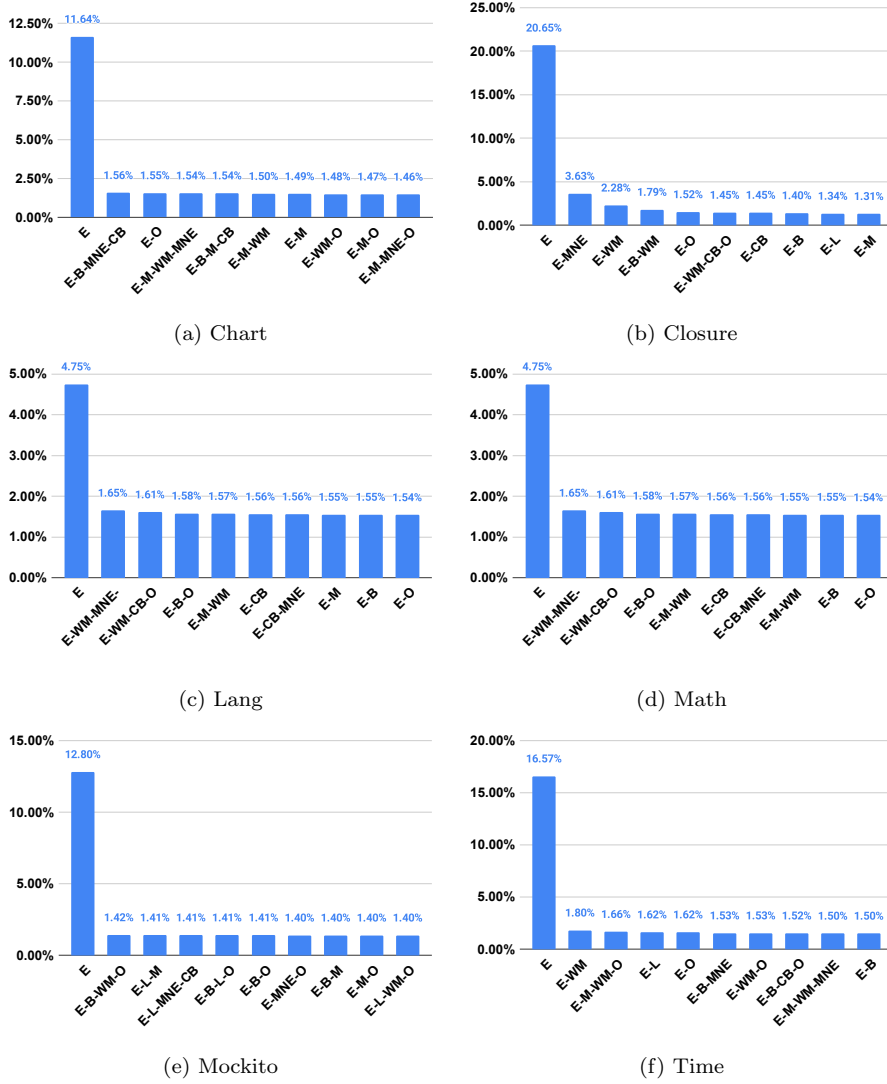 12.50%
10.00%
7.50%
5.00%
2.50%
0.00%
11.64%
1.56%
1.55%
1.54%
1.54%
1.50%
1.49%
1.48%
1.47%
1.46%
E
E-B-MNE-CB
E-O
E-M-WM-MNE
E-B-M-CB
E-M-WM
E-M
E-WM-O
E-M-O
E-M-MNE-O
(a) Chart
25.00%
20.00%
15.00%
10.00%
5.00%
0.00%
20.65%
3.63%
2.28%
1.79%
1.52%
1.45%
1.45%
1.40%
1.34%
1.31%
E
E-MNE
E-WM
E-B-WM
E-O
E-WM-CB-O
E-CB
E-B
E-L
E-M
(b) Closure
5.00%
4.00%
3.00%
2.00%
1.00%
0.00%
4.75%
1.65%
1.61%
1.58%
1.57%
1.56%
1.56%
1.55%
1.55%
1.54%
E
E-WM-MNE-
E-WM-CB-O
E-B-O
E-M-WM
E-CB
E-CB-MNE
E-M
E-B
E-O
(c) Lang
5.00%
4.00%
3.00%
2.00%
1.00%
0.00%
4.75%
1.65%
1.61%
1.58%
1.57%
1.56%
1.56%
1.55%
1.55%
1.54%
E
E-WM-MNE-
E-WM-CB-O
E-B-O
E-M-WM
E-CB
E-CB-MNE
E-M-WM
E-B
E-O
(d) Math
15.00%
10.00%
5.00%
0.00%
12.80%
1.42%
1.41%
1.41%
1.41%
1.41%
1.40%
1.40%
1.40%
1.40%
E
E-B-WM-O
E-L-M
E-L-MNE-CB
E-B-L-O
E-B-O
E-MNE-O
E-B-M
E-M-O
E-L-WM-O
(e) Mockito
20.00%
15.00%
10.00%
5.00%
0.00%
16.57%
1.80%
1.66%
1.62%
1.62%
1.53%
1.53%
1.52%
1.50%
1.50%
E
E-WM
E-M-WM-O
E-L
E-O
E-B-MNE
E-WM-O
E-B-CB-O
E-M-WM-MNE
E-B
(f) Time